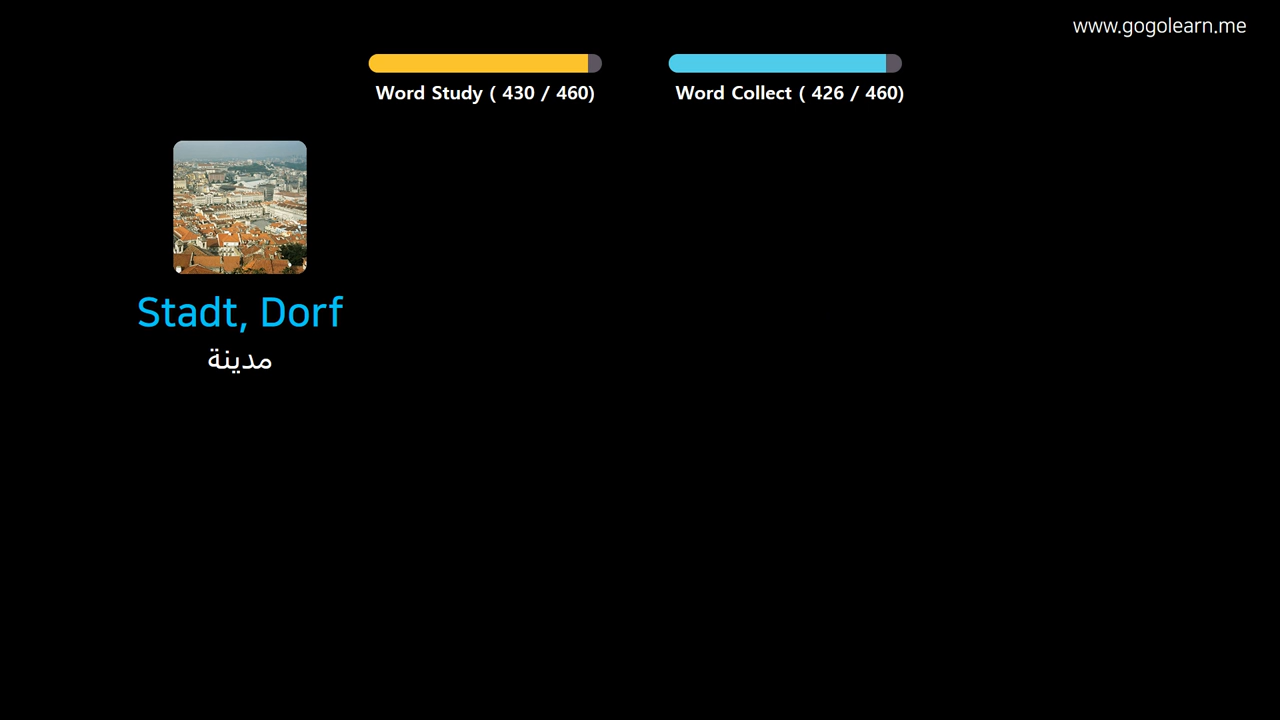 www.gogolearn.me
Word Study ( 430 / 460)
Word Collect ( 426 / 460)
Stadt, Dorf
مدينة